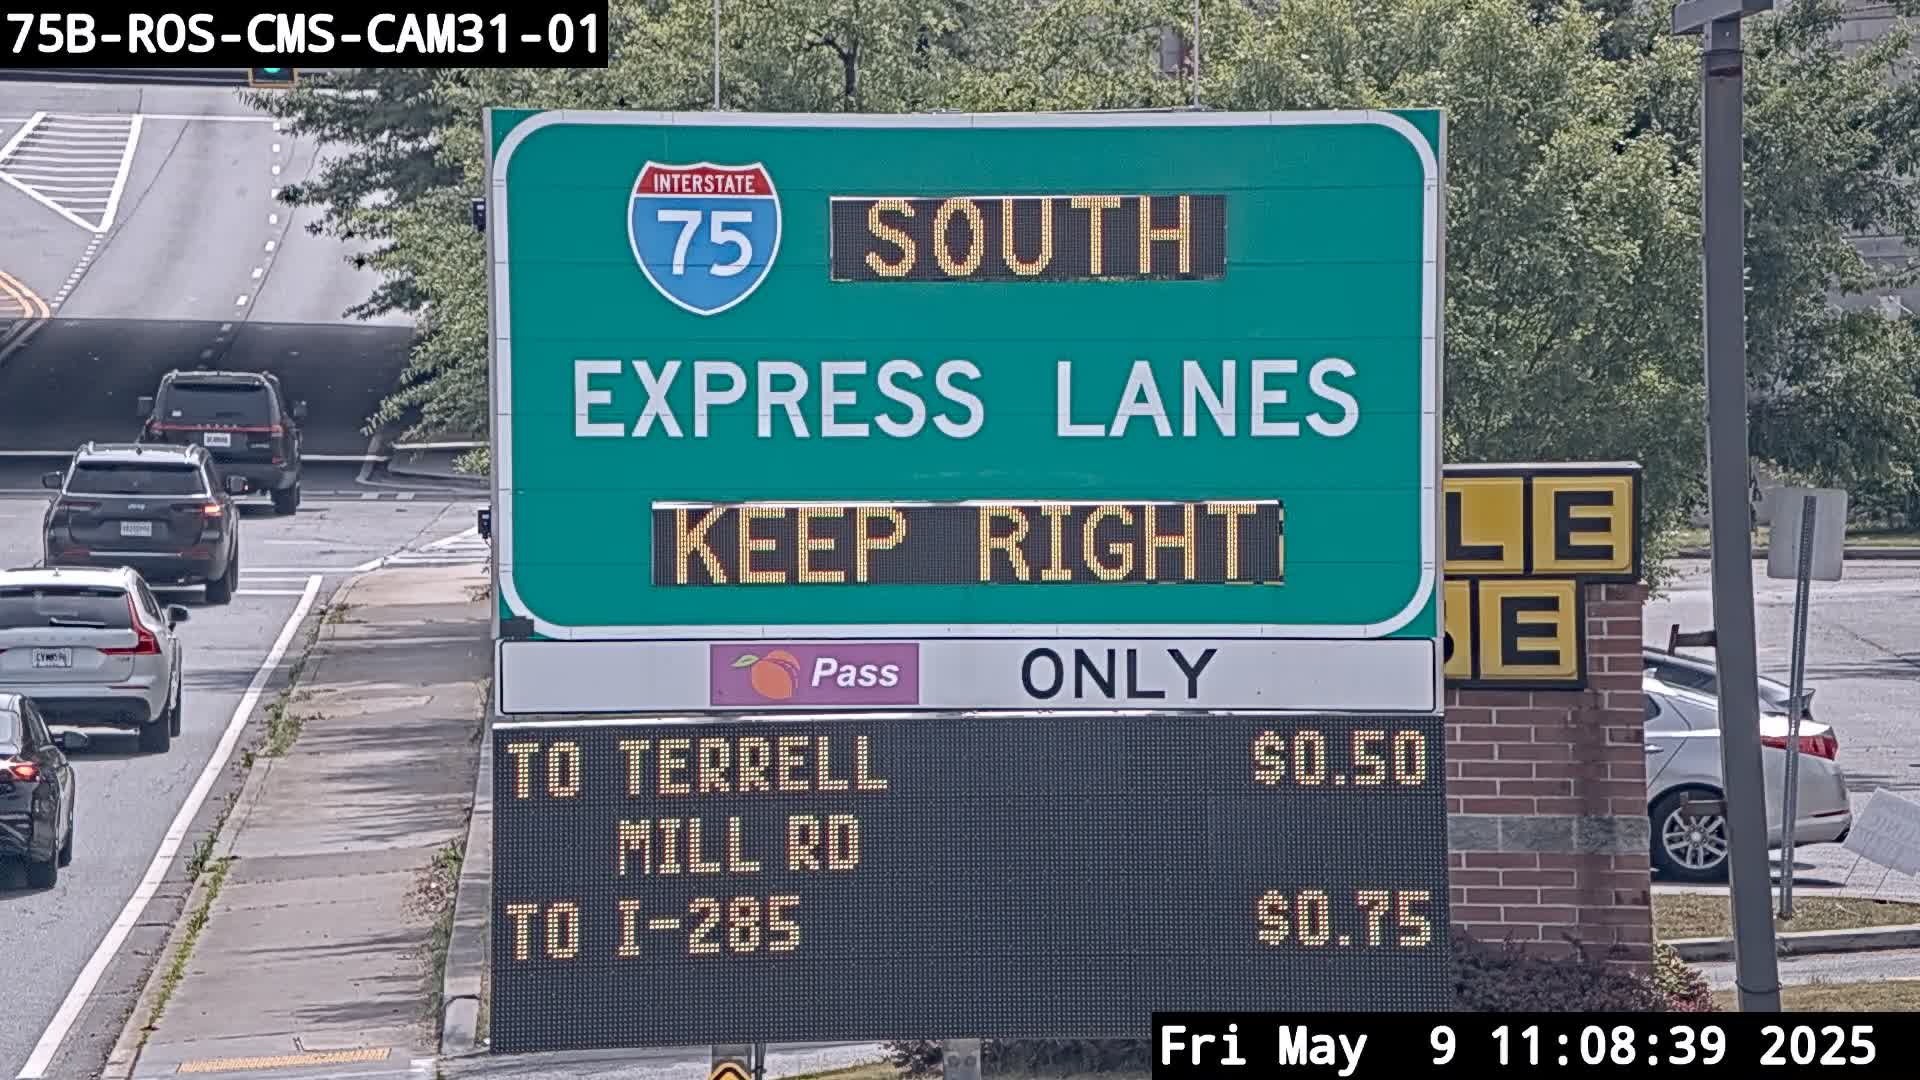 75B-ROS-CMS-CAM31-01
INTERSTATE
75
SOUTH
EXPRESS LANES
KEEP RIGHT
LE
E
Pass ONLY
TO TERRELL $0.50
MILL RD
TO I-285 $0.75
Fri May 9 11:08:39 2025